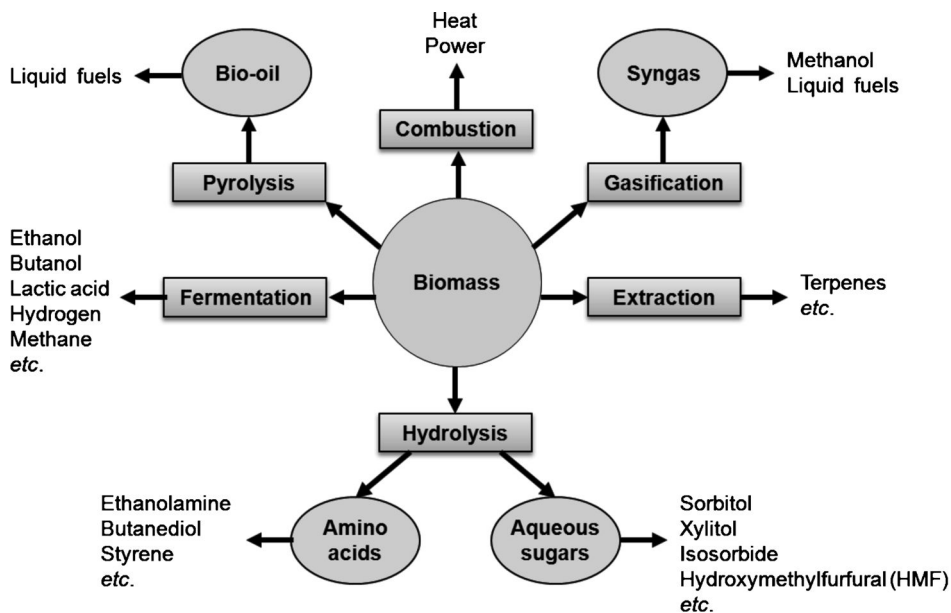 Heat
Power
Liquid fuels
Bio-oil
Syngas
Methanol
Liquid fuels
Combustion
Pyrolysis
Gasification
Ethanol
Butanol
Lactic acid
Hydrogen
Methane
etc.
Fermentation
Biomass
Extraction
Terpenes
etc.
Hydrolysis
Ethanolamine
Butanediol
Styrene
etc.
Amino
acids
Aqueous
sugars
Sorbitol
Xylitol
Isosorbide
Hydroxymethylfurfural (HMF)
etc.